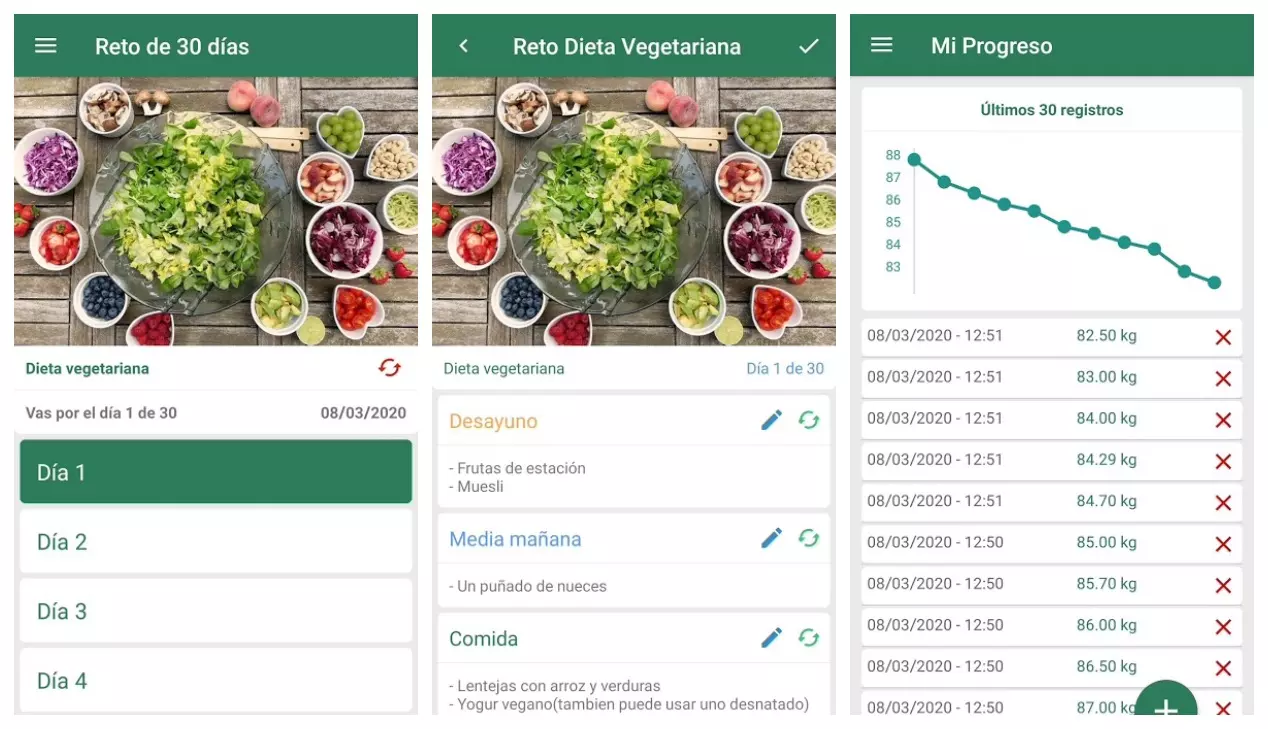 Reto de 30 días
Dieta vegetariana
Vas por el día 1 de 30 08/03/2020
Día 1
Día 2
Día 3
Día 4
Reto Dieta Vegetariana
Dieta vegetariana Día 1 de 30
Desayuno
- Frutas de estación
- Muesli
Media mañana
- Un puñado de nueces
Comida
- Lentejas con arroz y verduras
- Yogur vegano(tambien puede usar uno desnatado)
Mi Progreso
Últimos 30 registros
88
87
86
85
84
83
08/03/2020 - 12:51 82.50 kg
08/03/2020 - 12:51 83.00 kg
08/03/2020 - 12:51 84.00 kg
08/03/2020 - 12:51 84.29 kg
08/03/2020 - 12:51 84.70 kg
08/03/2020 - 12:50 85.00 kg
08/03/2020 - 12:50 85.70 kg
08/03/2020 - 12:50 86.00 kg
08/03/2020 - 12:50 86.50 kg
08/03/2020 - 12:50 87.00 kg